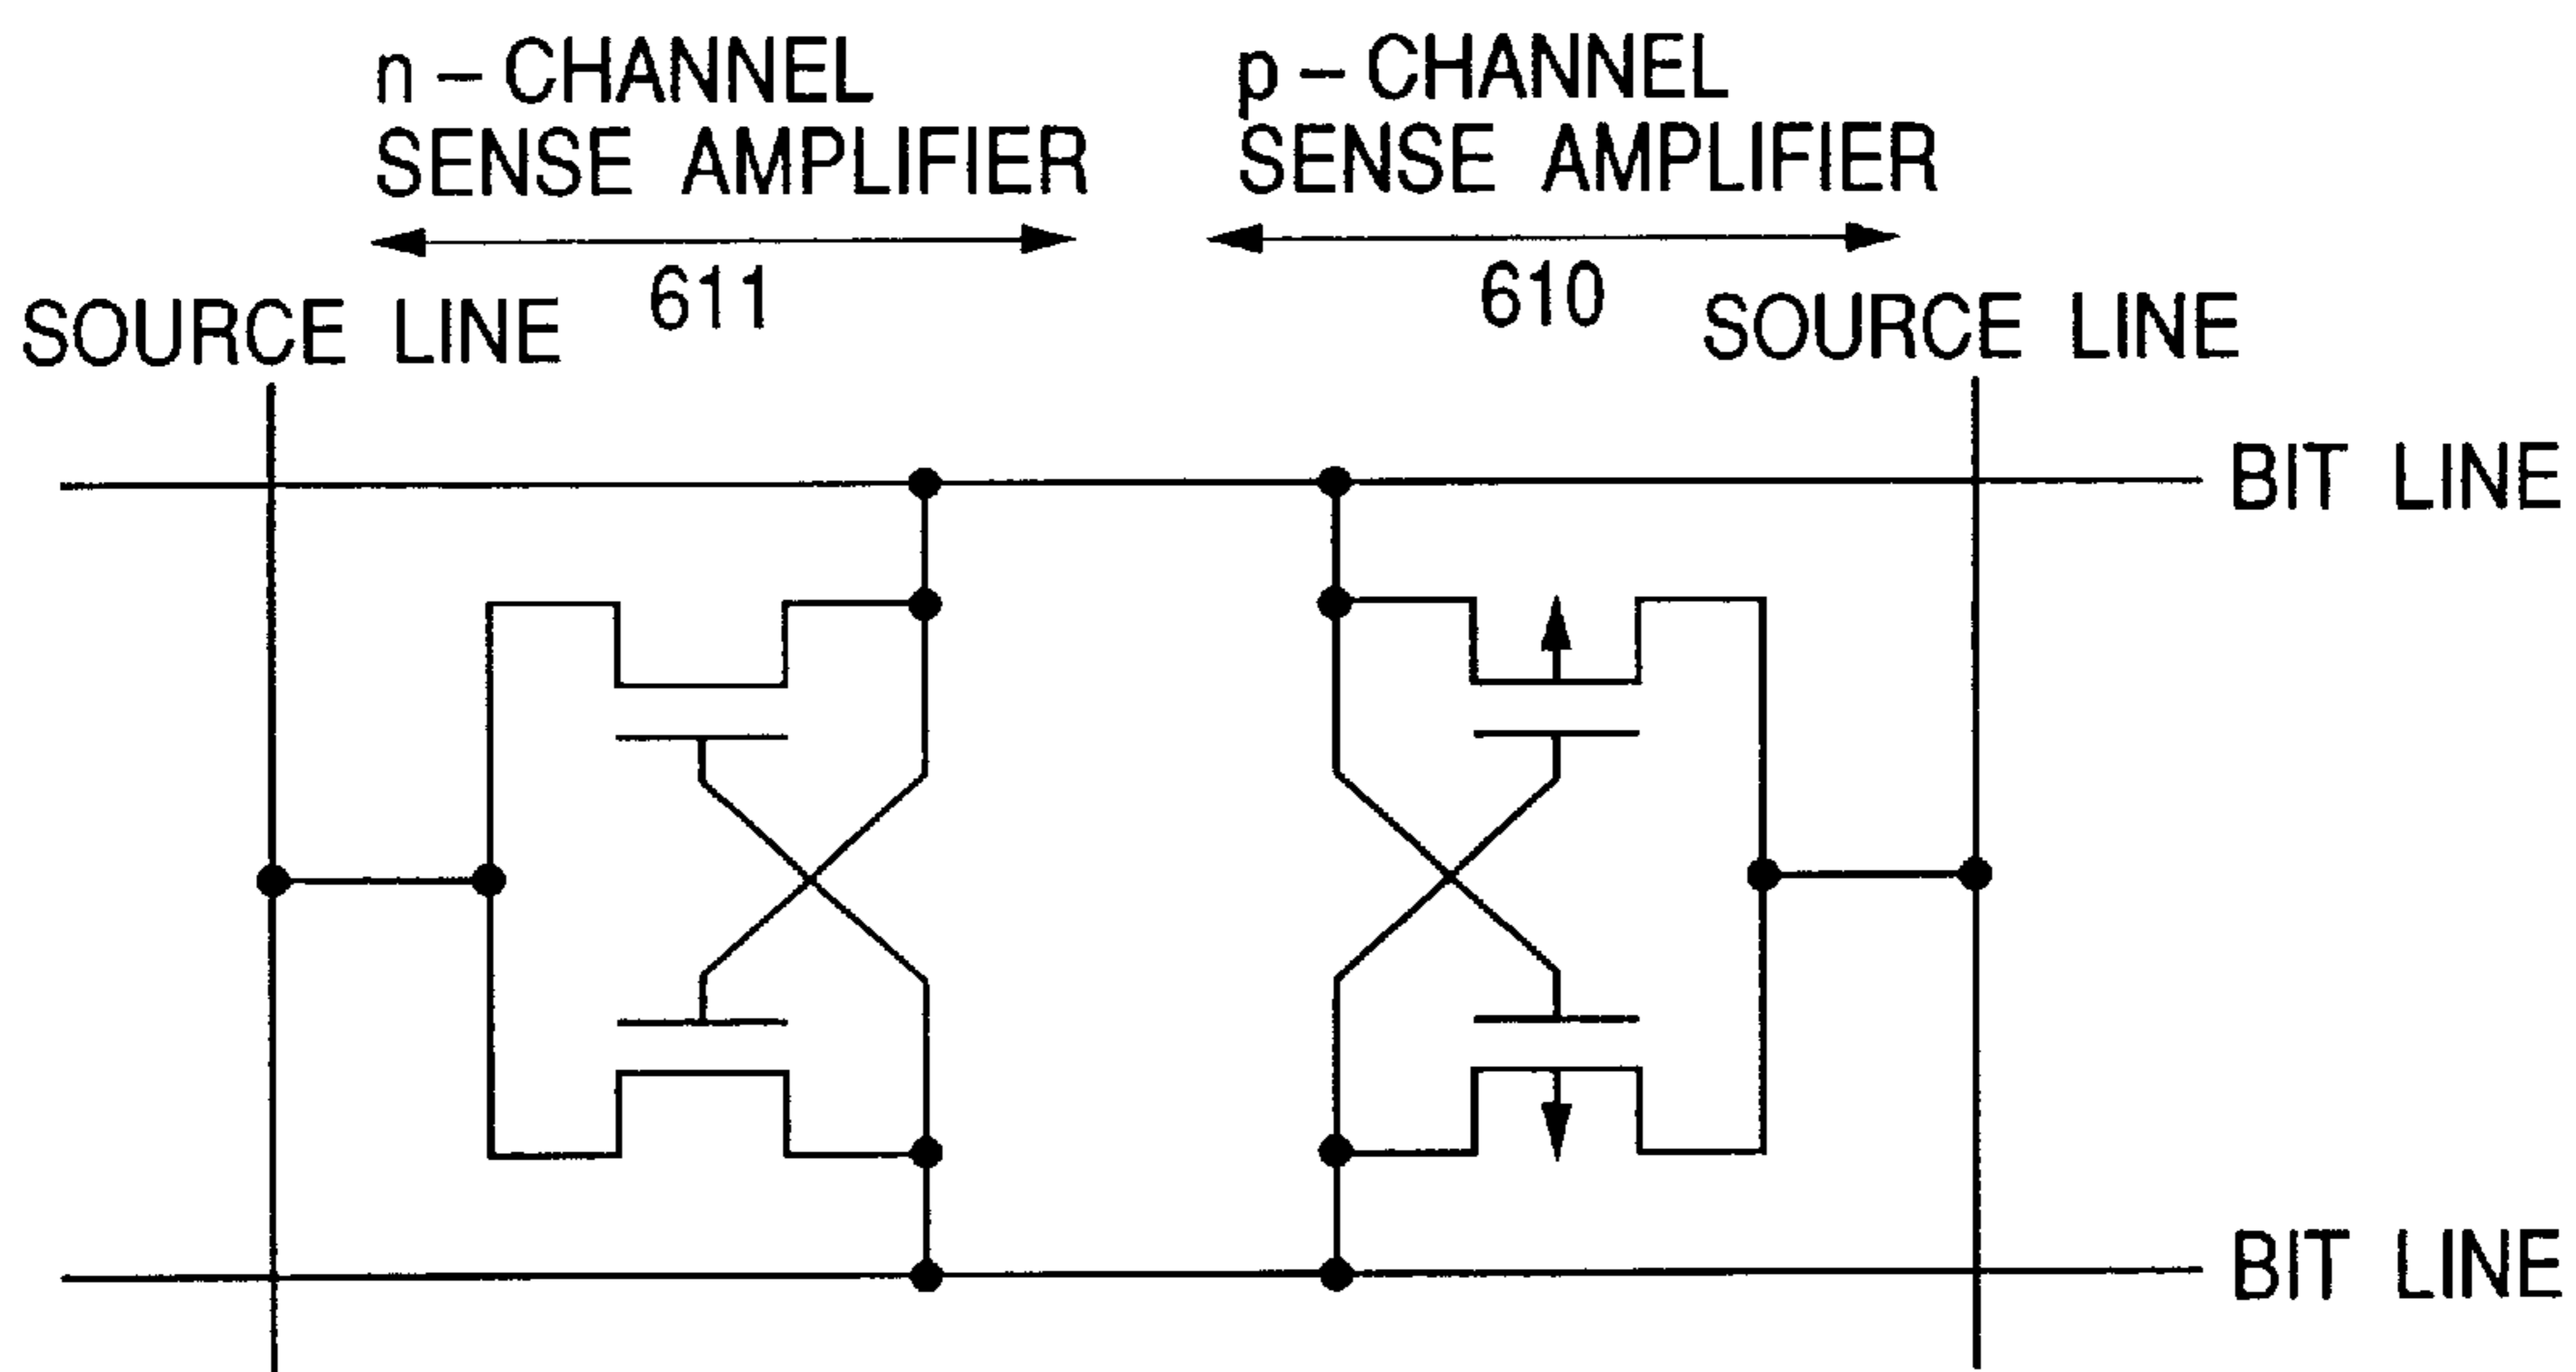 n – CHANNEL
SENSE AMPLIFIER
611
p – CHANNEL
SENSE AMPLIFIER
610
SOURCE LINE
SOURCE LINE
BIT LINE
BIT LINE